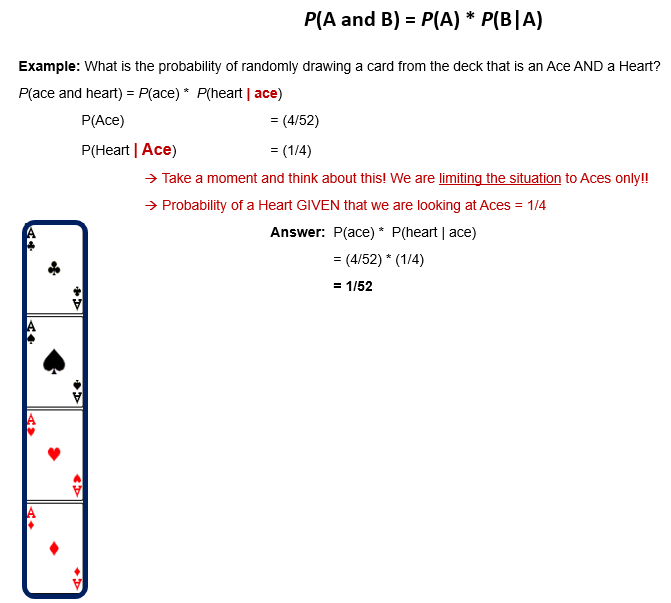 P(A and B) = P(A) * P(B|A)
Example: What is the probability of randomly drawing a card from the deck that is an Ace AND a Heart?
P(ace and heart) = P(ace) * P(heart | ace)
P(Ace) = (4/52)
P(Heart | Ace) = (1/4)
→ Take a moment and think about this! We are limiting the situation to Aces only!!
→ Probability of a Heart GIVEN that we are looking at Aces = 1/4
Answer: P(ace) * P(heart | ace)
= (4/52) * (1/4)
= 1/52
A
A
A
A
A
A
A
A